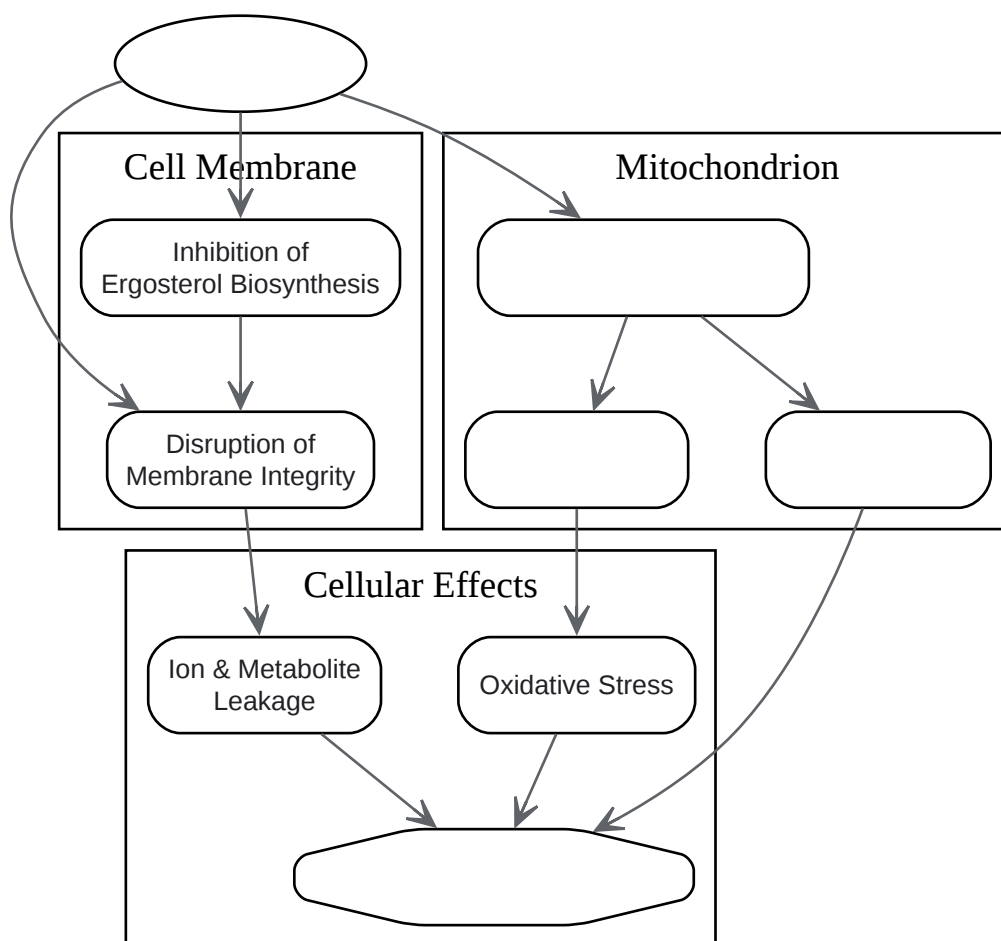 Cell Membrane
Mitochondrion
Inhibition of
Ergosterol Biosynthesis
Disruption of
Membrane Integrity
Cellular Effects
Ion & Metabolite
Leakage
Oxidative Stress